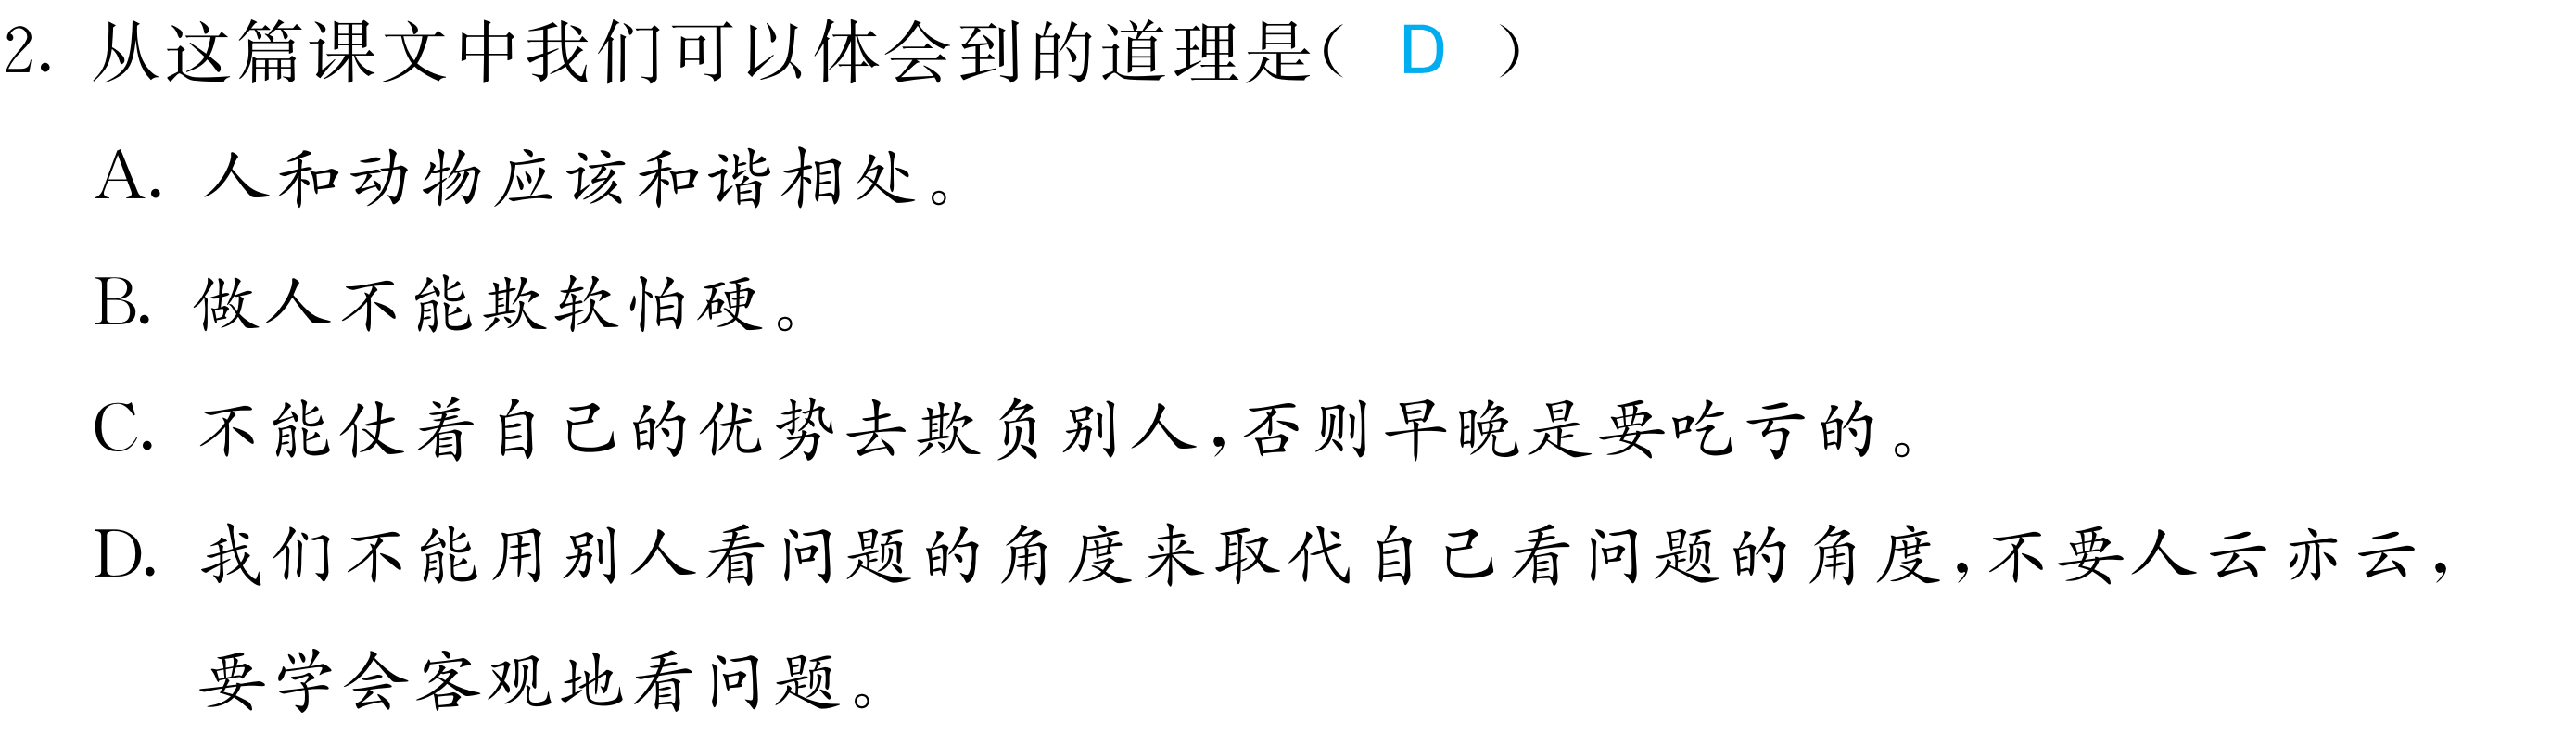 2. 从这篇课文中我们可以体会到的道理是( D )
A. 人和动物应该和谐相处。
B. 做人不能欺软怕硬。
C. 不能仗着自己的优势去欺负别人,否则早晚是要吃亏的。
D. 我们不能用别人看问题的角度来取代自己看问题的角度,不要人云亦云,
要学会客观地看问题。